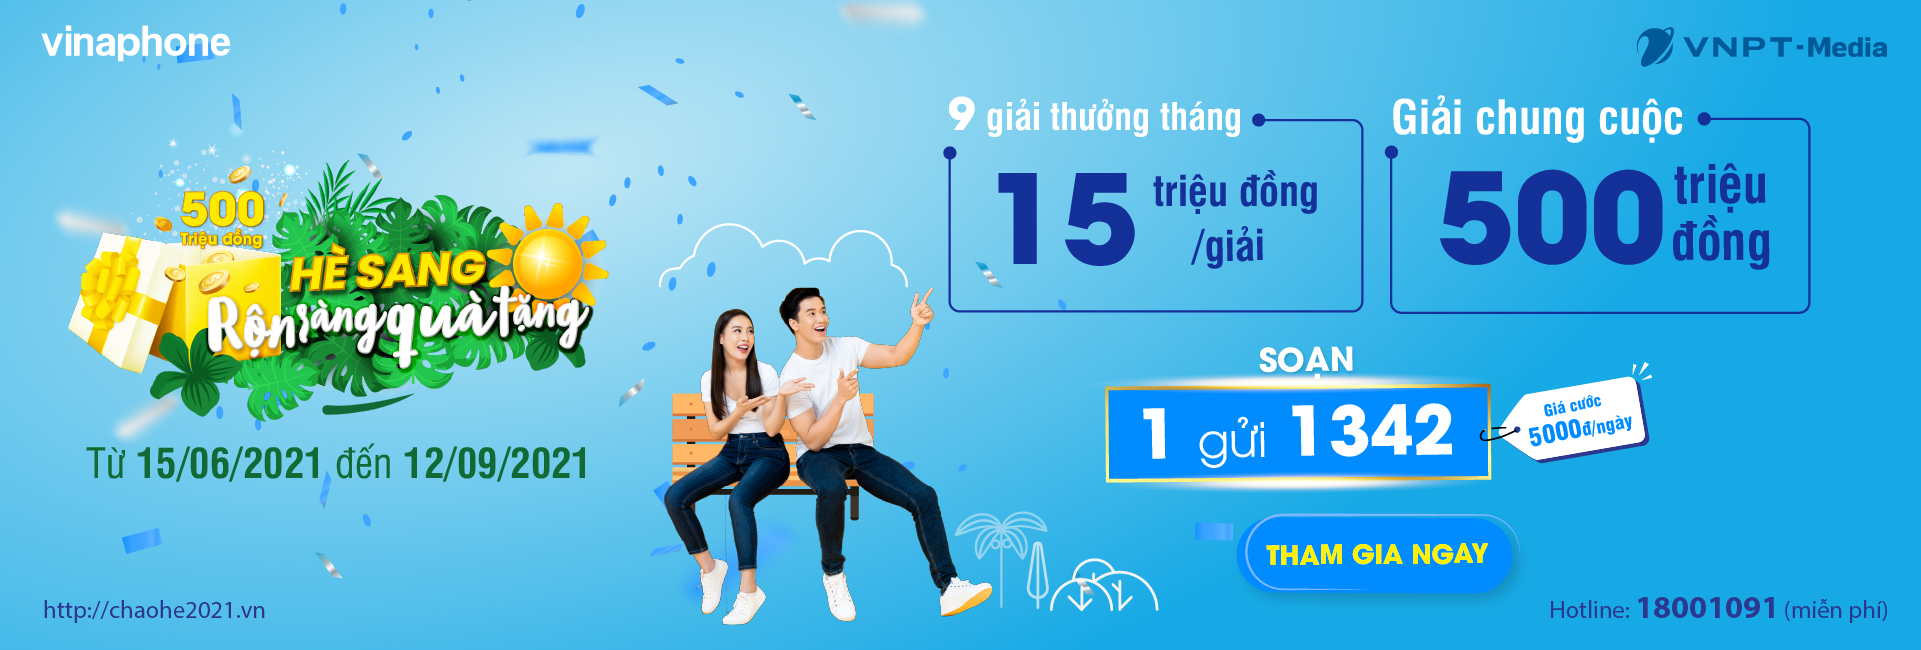 vinaphone
VNPT-Media
500
Triệu đồng
HÈ SANG
Rộn ràng quà tặng
Từ 15/06/2021 đến 12/09/2021
http://chaohe2021.vn
9 giải thưởng tháng
15 triệu đồng
/giải
Giải chung cuộc
500 triệu
đồng
SOẠN
1 gửi 1342
Giá cước
5000đ/ngày
THAM GIA NGAY
Hotline: 18001091 (miễn phí)